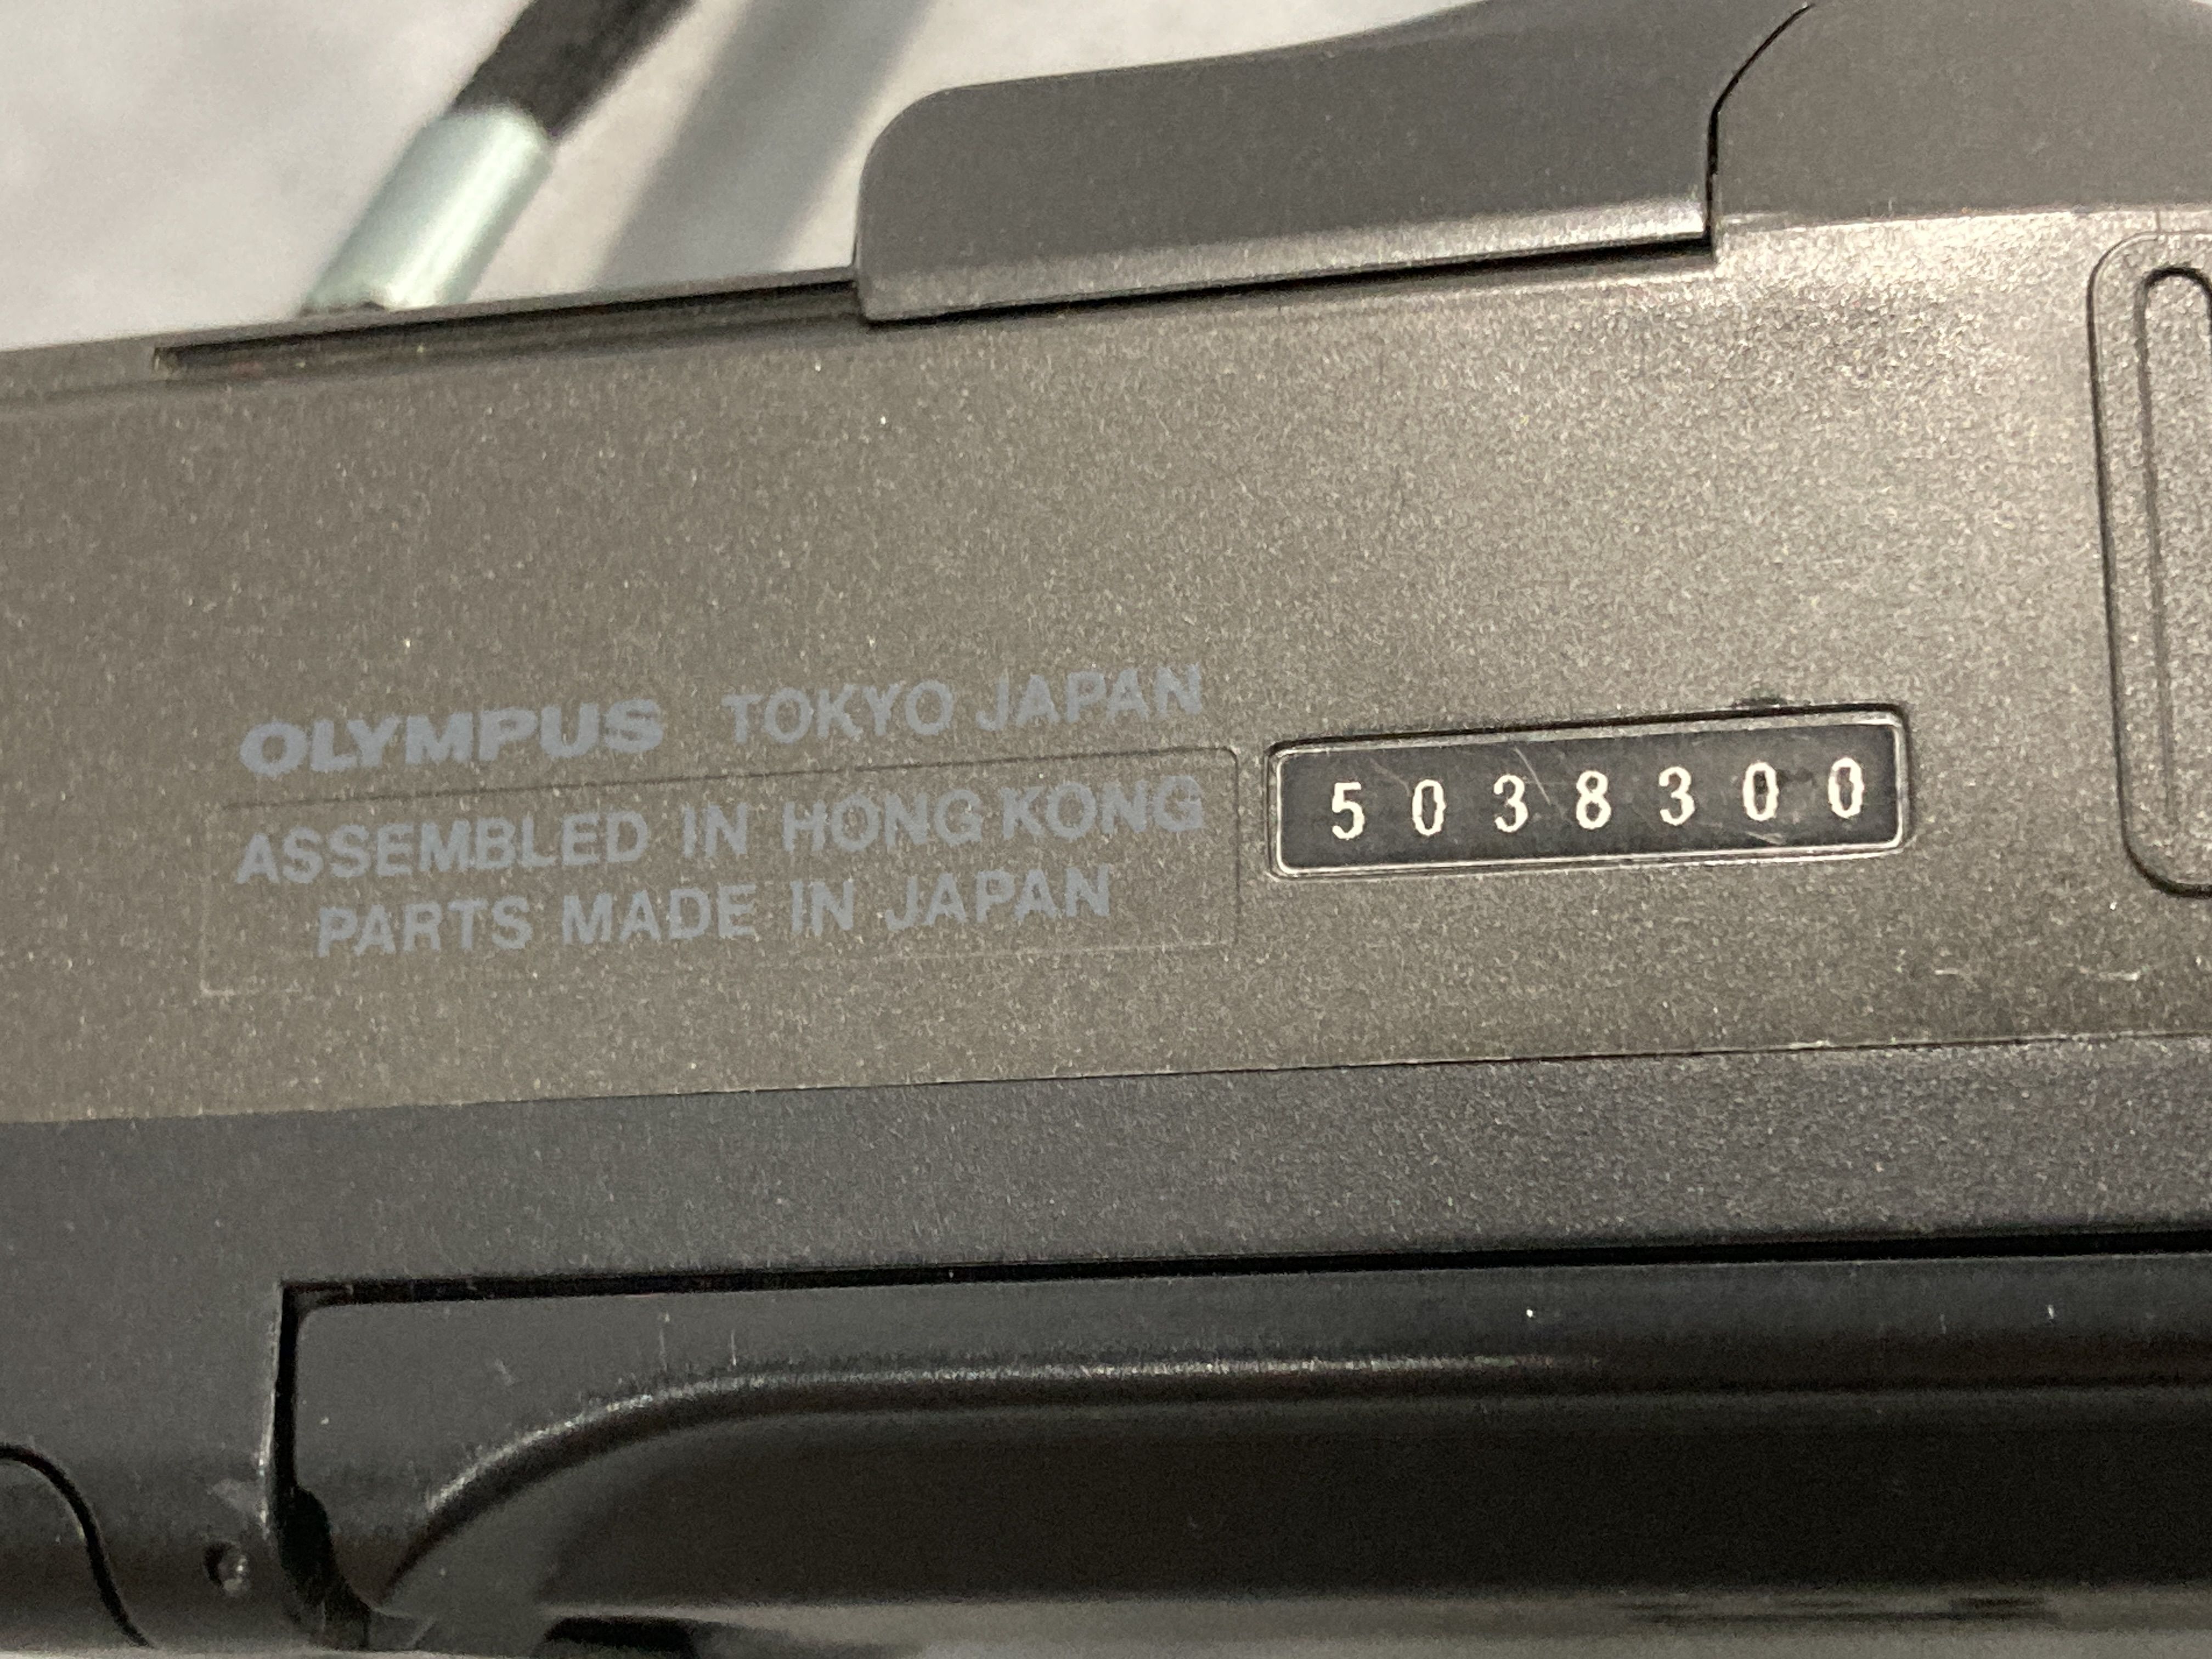 OLYMPUS TOKYO JAPAN
ASSEMBLED IN HONG KONG
PARTS MADE IN JAPAN
5038300